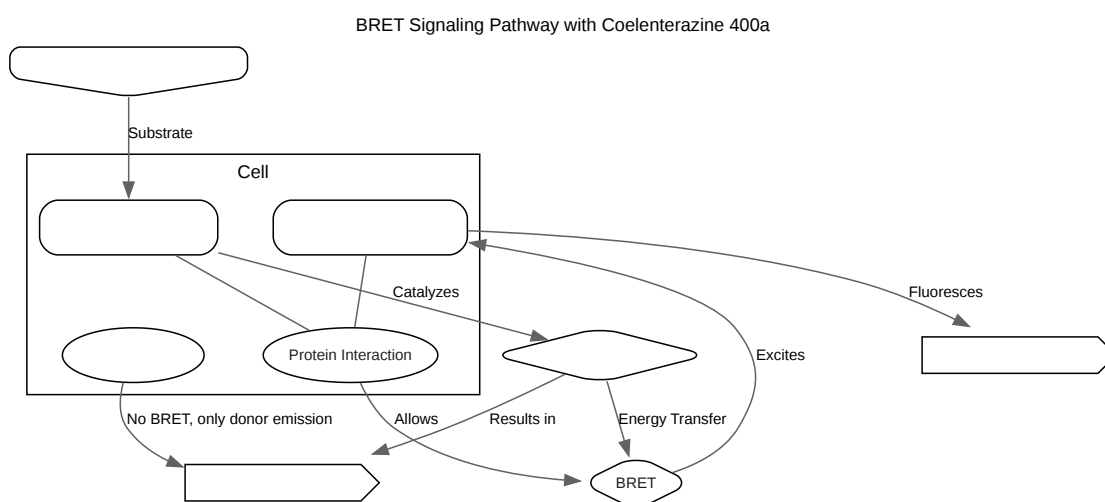 BRET Signaling Pathway with Coelenterazine 400a
Substrate
Cell
Catalyzes
Fluoresces
Protein Interaction
Excites
No BRET, only donor emission
Allows
Results in
Energy Transfer
BRET